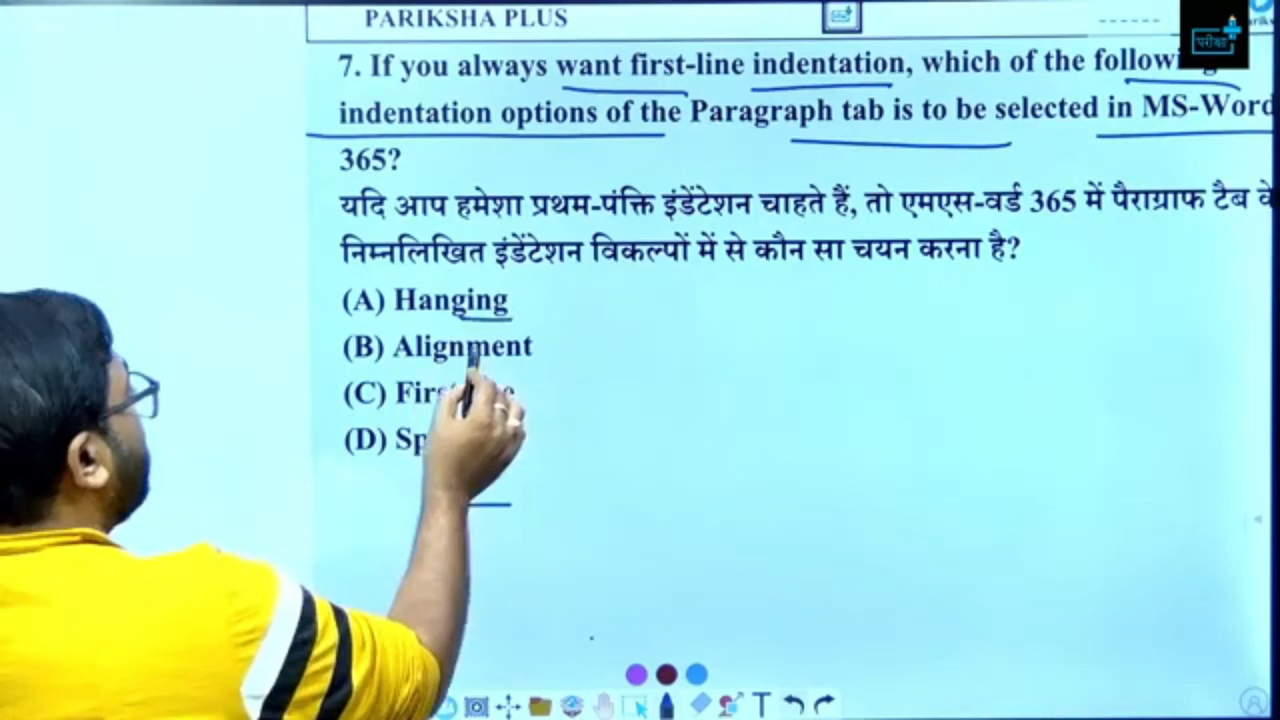 PARIKSHA PLUS
परीक्षा
7. If you always want first-line indentation, which of the
indentation options of the Paragraph tab is to be selected in MS-Word
365?
यदि आप हमेशा प्रथम-पंक्ति इंडेंटेशन चाहते हैं, तो एमएस-वर्ड 365 में पैराग्राफ टैब के
निम्नलिखित इंडेंटेशन विकल्पों में से कौन सा चयन करना है?
(A) Hanging
(B) Alignment
(C)
(D)